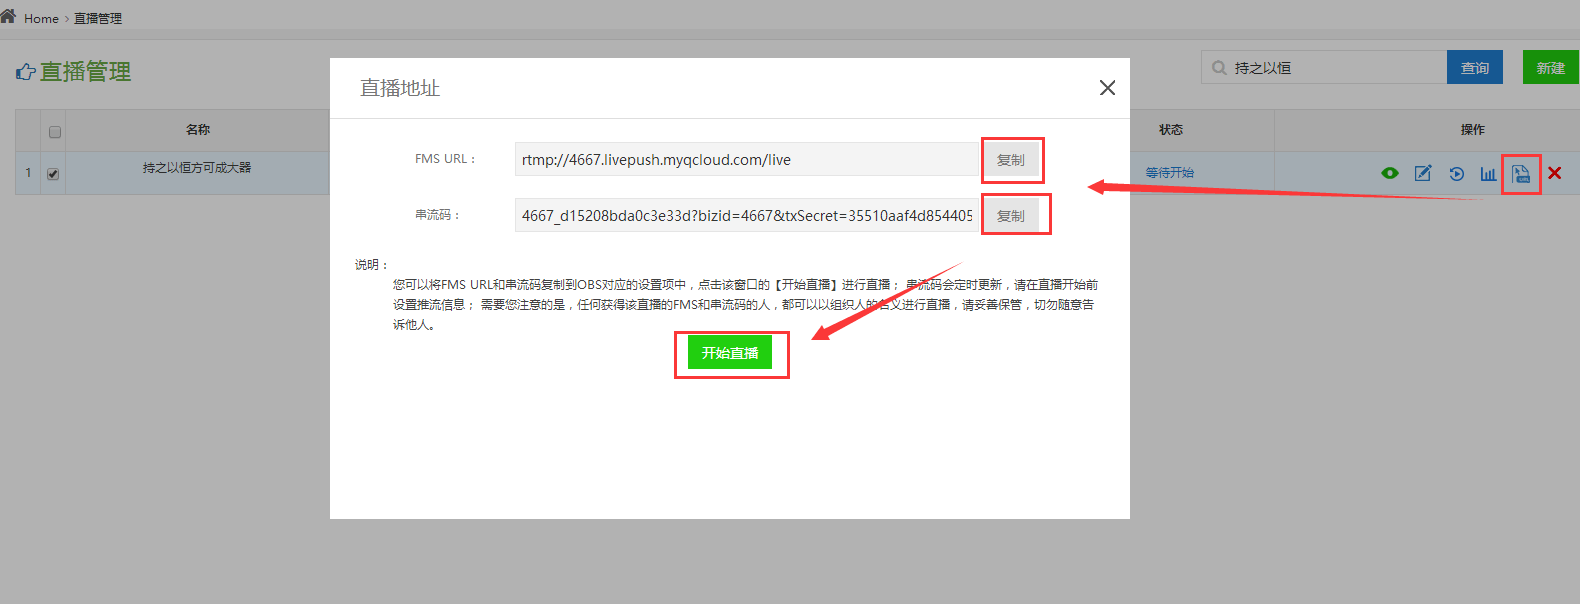 Home > 直播管理
直播管理
持之以恒
查询
新建
名称
状态
操作
1
持之以恒方可成大器
等待开始
直播地址
FMS URL：
rtmp://4667.livepush.myqcloud.com/live
复制
串流码：
4667_d15208bda0c3e33d?bizid=4667&txSecret=35510aaf4d854405
复制
说明：
您可以将FMS URL和串流码复制到OBS对应的设置项中，点击该窗口的【开始直播】进行直播； 串流码会定时更新，请在直播开始前
设置推流信息； 需要您注意的是，任何获得该直播的FMS和串流码的人，都可以以组织人的名义进行直播，请妥善保管，切勿随意告
诉他人。
开始直播